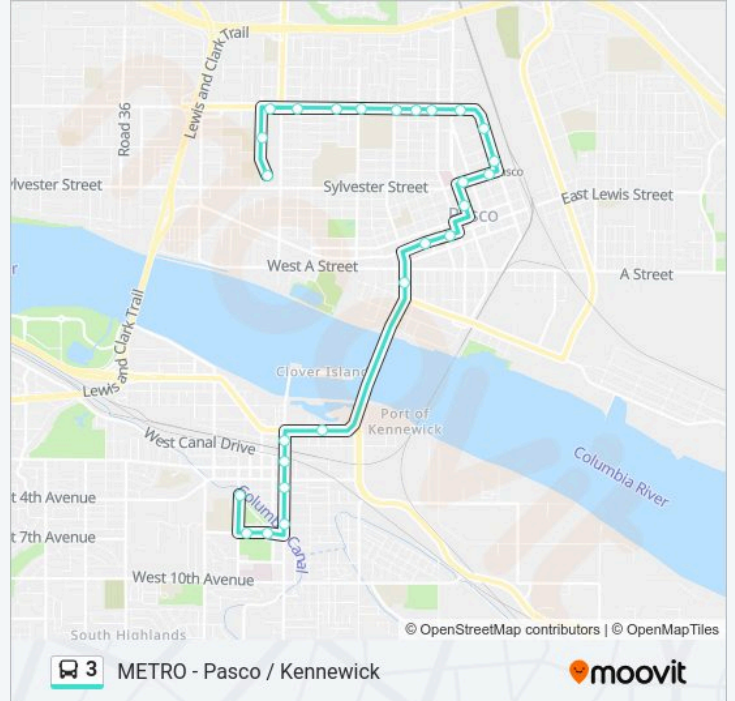 Lewis and Clark Trail
Road 36
lvester Street
Sylvester Street
asco
East Lewis Street
PASCO
West A Street
A Street
r
Lewis and Clark Trail
Clover Island
Port of
Kennewick
West Canal Drive
Columbia River
t 4th Avenue
Columbia Canal
t 7th Avenue
West 10th Avenue
South Highlands
© OpenStreetMap contributors | © OpenMapTiles
3 METRO - Pasco / Kennewick
moovit